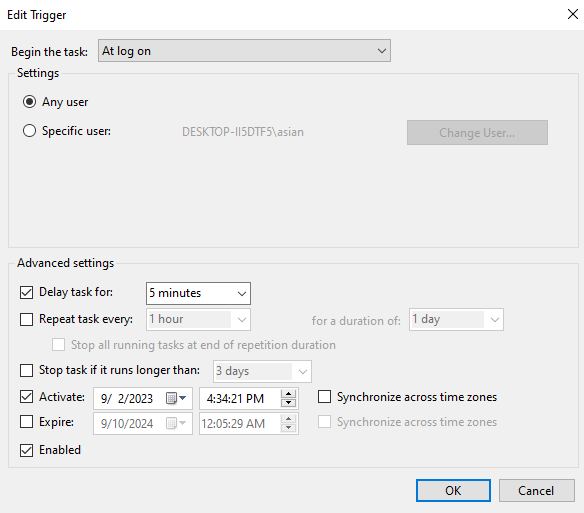 Edit Trigger
Begin the task: At log on
Settings
Any user
Specific user: DESKTOP-II5DTF5\asian Change User...
Advanced settings
Delay task for: 5 minutes
Repeat task every: 1 hour for a duration of: 1 day
Stop all running tasks at end of repetition duration
Stop task if it runs longer than: 3 days
Activate: 9/ 2/2023 4:34:21 PM Synchronize across time zones
Expire: 9/10/2024 12:05:29 AM Synchronize across time zones
Enabled
OK Cancel